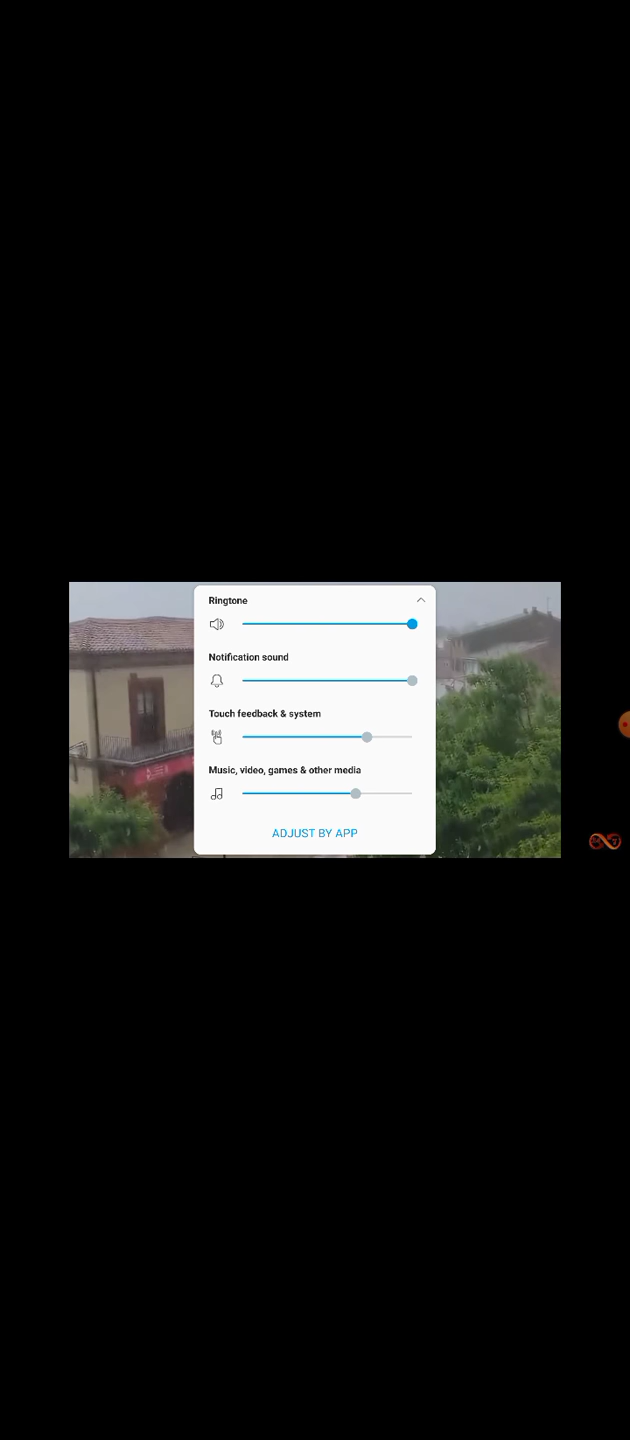 Ringtone
Notification sound
Touch feedback & system
Music, video, games & other media
ADJUST BY APP